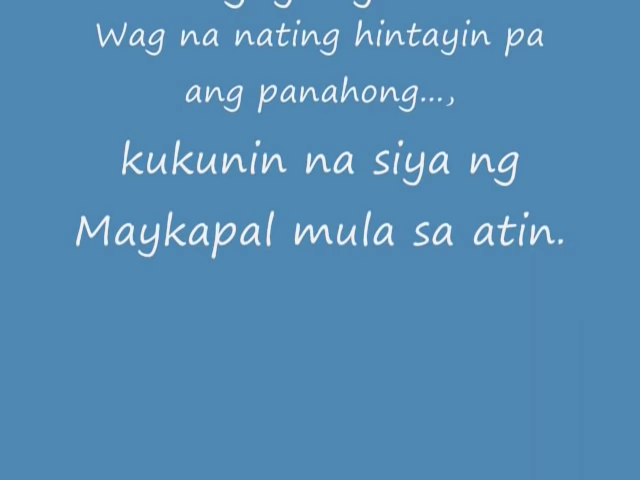 Wag na nating hintayin pa
ang panahong...,
kukunin na siya ng
Maykapal mula sa atin.